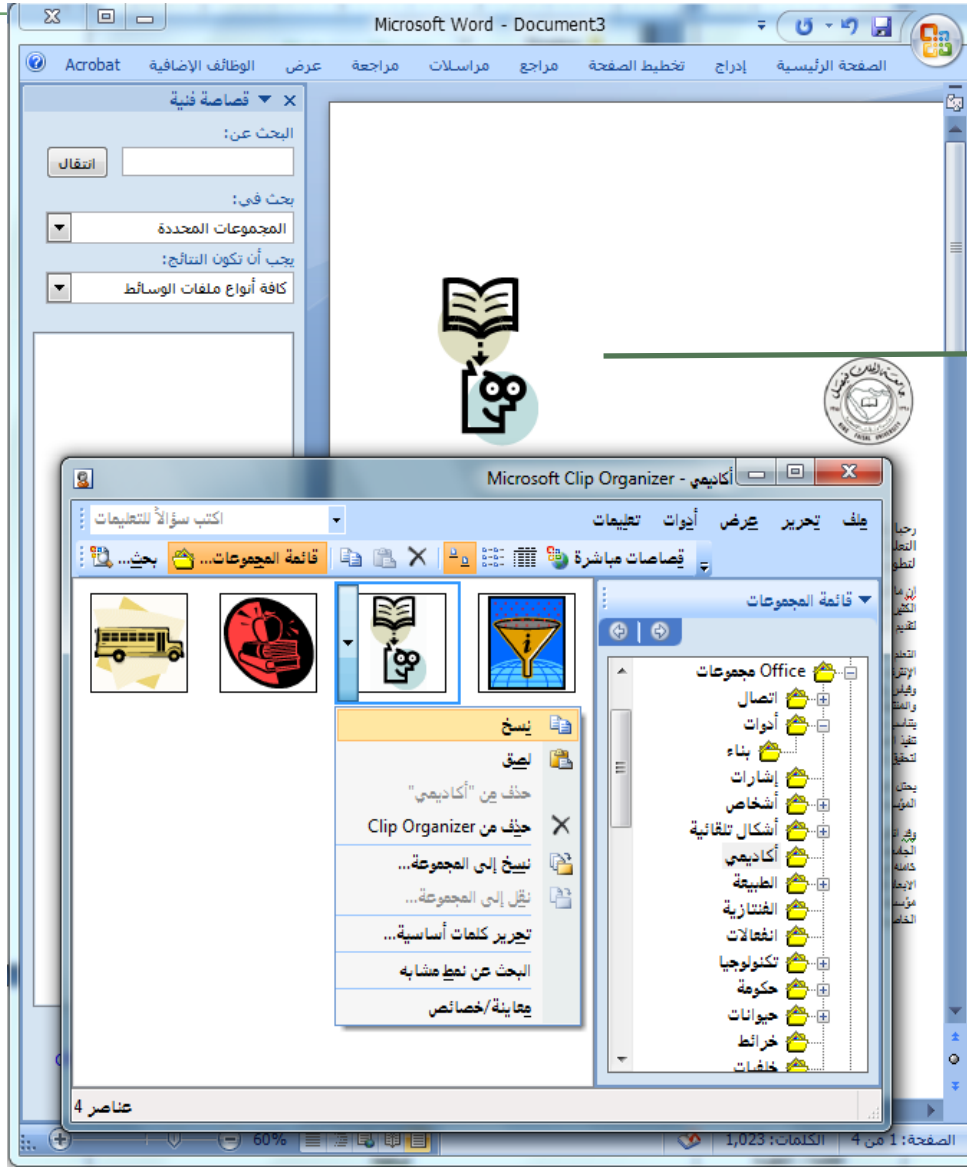 Microsoft Word - Document3
الصفحة الرئيسية إدراج تخطيط الصفحة مراجع مراسلات مراجعة عرض الوظائف الإضافية Acrobat
قصاصة فنية
البحث عن:
انتقال
بحث في:
المجموعات المحددة
يجب أن تكون النتائج:
كافة أنواع ملفات الوسائط
KING FAISAL UNIVERSITY
أكاديمي - Microsoft Clip Organizer
ملف تحرير عرض أدوات تعليمات
اكتب سؤالاً للتعليمات
قصاصات مباشرة
قائمة المجموعات...
بحث...
قائمة المجموعات
مجموعات Office
اتصال
أدوات
بناء
إشارات
أشخاص
أشكال تلقائية
أكاديمي
الطبيعة
الفنتازية
انفعالات
تكنولوجيا
حكومة
حيوانات
خرائط
خلفيات
نسخ
لصق
حذف من "أكاديمي"
حذف من Clip Organizer
نسخ إلى المجموعة...
نقل إلى المجموعة...
تحرير كلمات أساسية...
البحث عن نمط مشابه
معاينة/خصائص
4 عناصر
الصفحة: 1 من 4 الكلمات: 1,023
60%